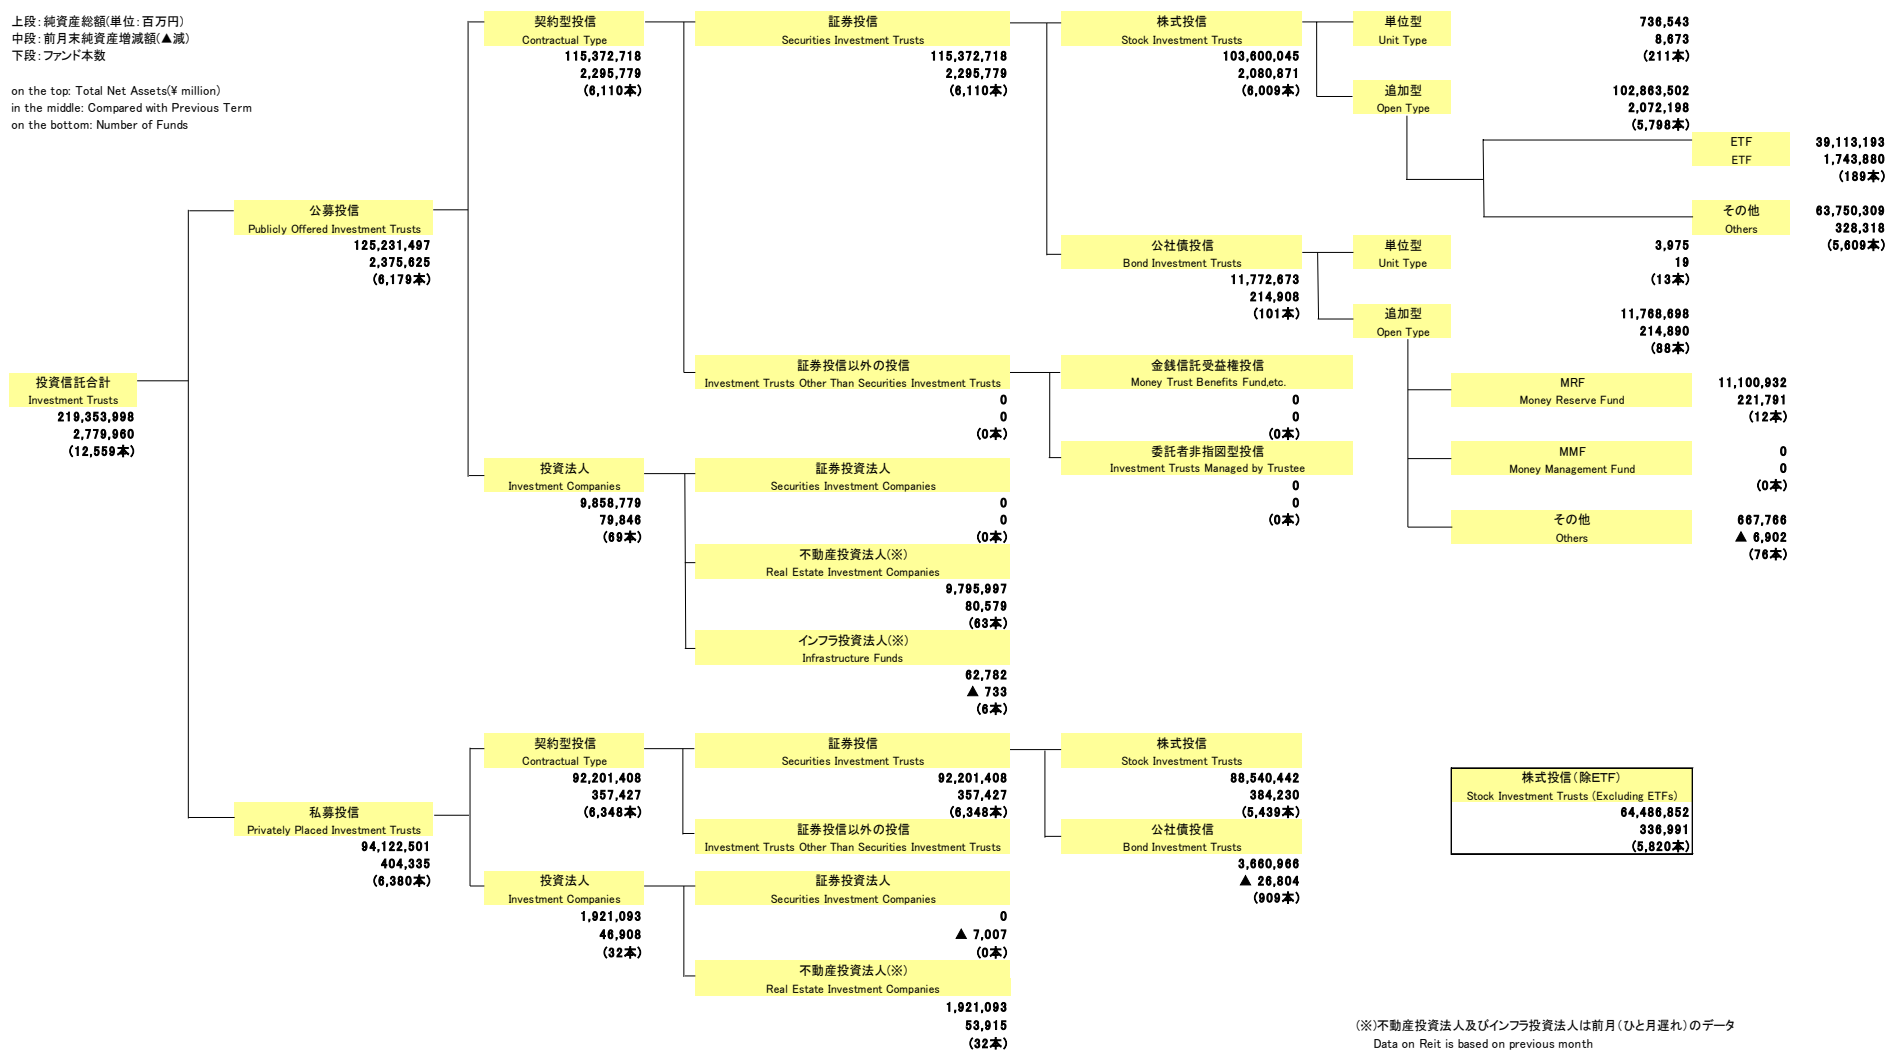 上段:純資産総額(単位:百万円)
中段:前月末純資産増減額(▲減)
下段:ファンド本数
on the top: Total Net Assets(¥ million)
in the middle: Compared with Previous Term
on the bottom: Number of Funds
投資信託合計
Investment Trusts
219,353,998
2,779,960
(12,559本)
公募投信
Publicly Offered Investment Trusts
125,231,497
2,375,625
(6,179本)
契約型投信
Contractual Type
115,372,718
2,295,779
(6,110本)
証券投信
Securities Investment Trusts
115,372,718
2,295,779
(6,110本)
株式投信
Stock Investment Trusts
103,600,045
2,080,871
(6,009本)
単位型
Unit Type
736,543
8,673
(211本)
追加型
Open Type
102,863,502
2,072,198
(5,798本)
ETF
ETF
39,113,193
1,743,880
(189本)
その他
Others
63,750,309
328,318
(5,609本)
公社債投信
Bond Investment Trusts
11,772,673
214,908
(101本)
単位型
Unit Type
3,975
19
(13本)
追加型
Open Type
11,768,698
214,890
(88本)
MRF
Money Reserve Fund
11,100,932
221,791
(12本)
MMF
Money Management Fund
0
0
(0本)
その他
Others
667,766
▲ 6,902
(76本)
証券投信以外の投信
Investment Trusts Other Than Securities Investment Trusts
0
0
(0本)
金銭信託受益権投信
Money Trust Benefits Fund,etc.
0
0
(0本)
委託者非指図型投信
Investment Trusts Managed by Trustee
0
0
(0本)
投資法人
Investment Companies
9,858,779
79,846
(69本)
証券投資法人
Securities Investment Companies
0
0
(0本)
不動産投資法人(※)
Real Estate Investment Companies
9,795,997
80,579
(63本)
インフラ投資法人(※)
Infrastructure Funds
62,782
▲ 733
(6本)
私募投信
Privately Placed Investment Trusts
94,122,501
404,335
(6,380本)
契約型投信
Contractual Type
92,201,408
357,427
(6,348本)
証券投信
Securities Investment Trusts
92,201,408
357,427
(6,348本)
株式投信
Stock Investment Trusts
88,540,442
384,230
(5,439本)
公社債投信
Bond Investment Trusts
3,660,966
▲ 26,804
(909本)
証券投信以外の投信
Investment Trusts Other Than Securities Investment Trusts
投資法人
Investment Companies
1,921,093
46,908
(32本)
証券投資法人
Securities Investment Companies
0
▲ 7,007
(0本)
不動産投資法人(※)
Real Estate Investment Companies
1,921,093
53,915
(32本)
株式投信(除ETF)
Stock Investment Trusts (Excluding ETFs)
64,486,852
336,991
(5,820本)
(※)不動産投資法人及びインフラ投資法人は前月(ひと月遅れ)のデータ
Data on Reit is based on previous month